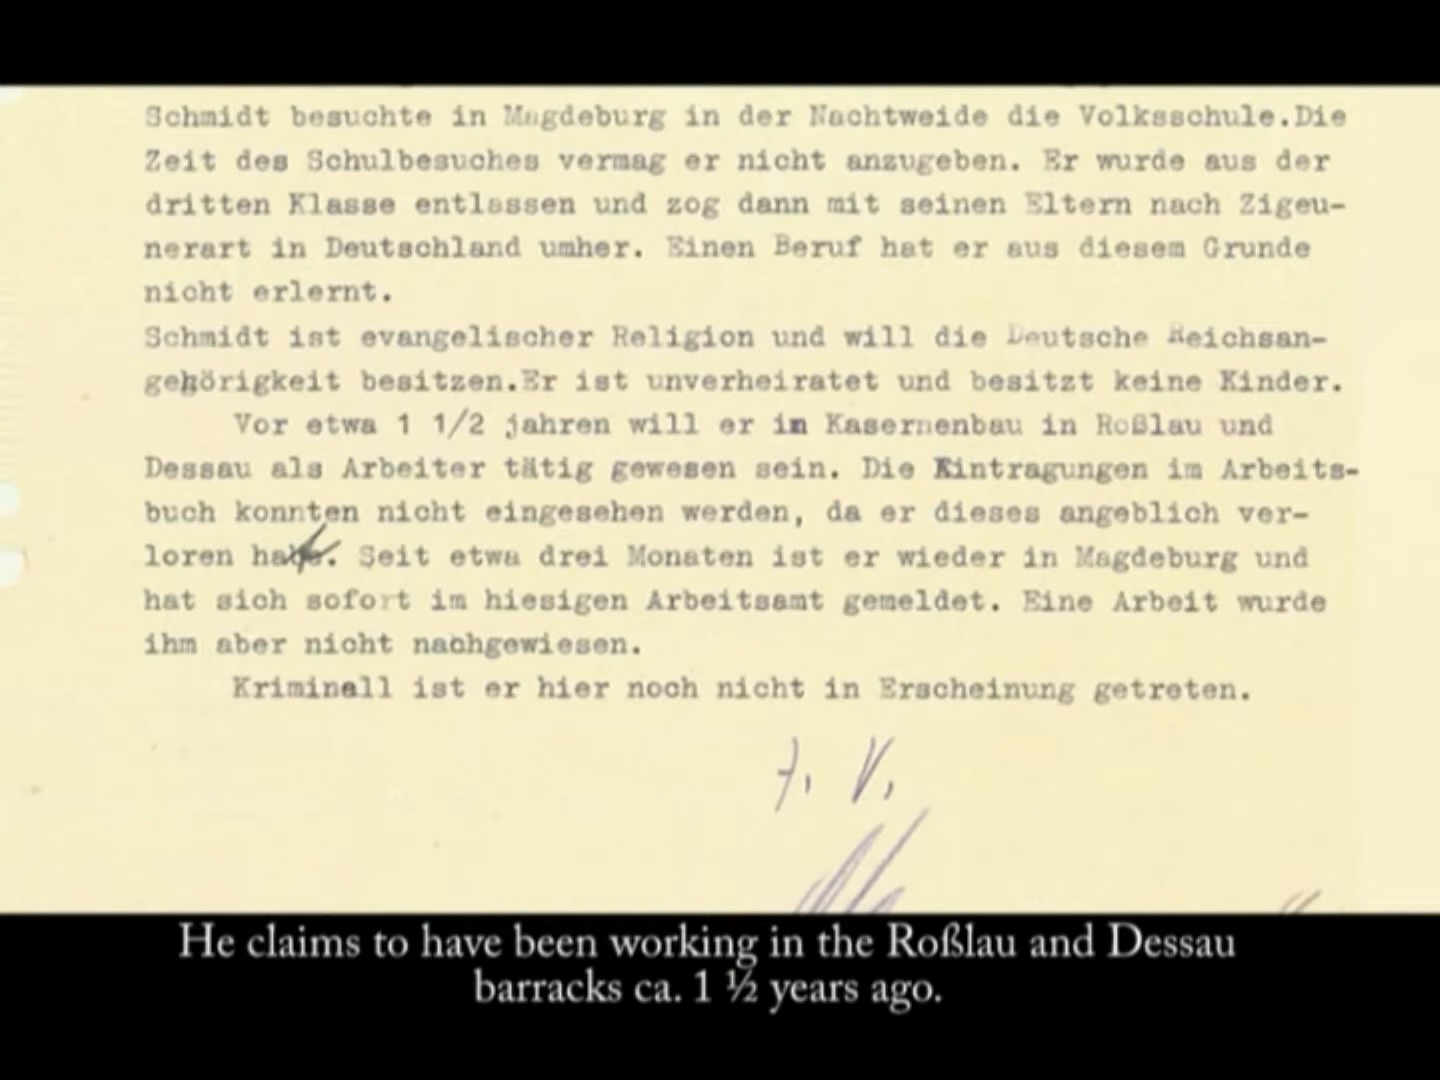 Schmidt besuchte in Magdeburg in der Nachtweide die Volksschule.Die
Zeit des Schulbesuches vermag er nicht anzugeben. Er wurde aus der
dritten Klasse entlassen und zog dann mit seinen Eltern nach Zigeu-
nerart in Deutschland umher. Einen Beruf hat er aus diesem Grunde
nicht erlernt.
Schmidt ist evangelischer Religion und will die Deutsche Reichsan-
gehörigkeit besitzen.Er ist unverheiratet und besitzt keine Kinder.
Vor etwa 1 1/2 jahren will er in Kasernenbau in Roßlau und
Dessau als Arbeiter tätig gewesen sein. Die Eintragungen im Arbeits-
buch konnten nicht eingesehen werden, da er dieses angeblich ver-
loren habe. Seit etwa drei Monaten ist er wieder in Magdeburg und
hat sich sofort im hiesigen Arbeitsamt gemeldet. Eine Arbeit wurde
ihm aber nicht nachgewiesen.
Kriminell ist er hier noch nicht in Erscheinung getreten.
J. V.
He claims to have been working in the Roßlau and Dessau
barracks ca. 1 ½ years ago.